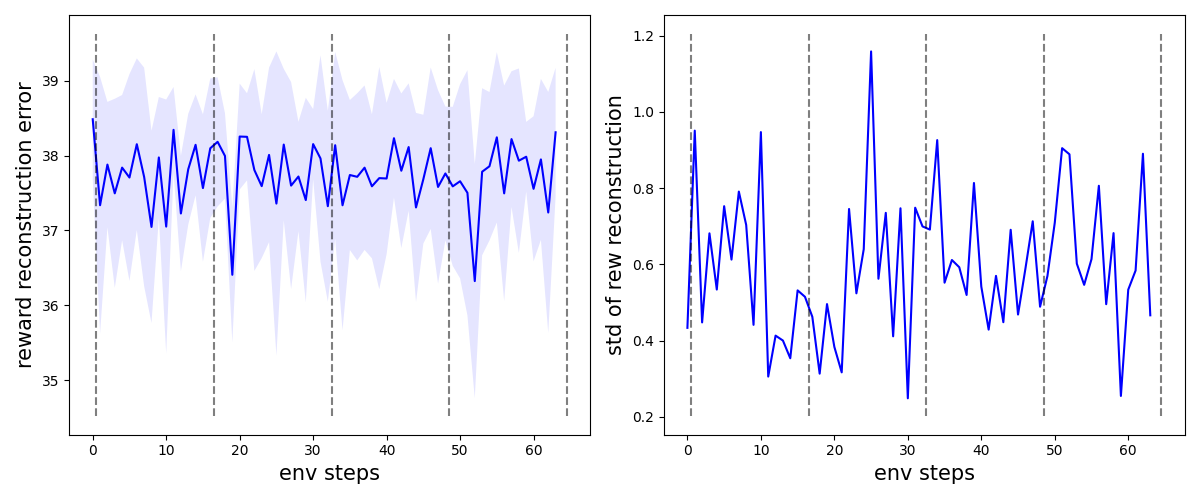 reward reconstruction error
39
38
37
36
35
0 10 20 30 40 50 60
env steps
std of rew reconstruction
1.2
1.0
0.8
0.6
0.4
0.2
0 10 20 30 40 50 60
env steps